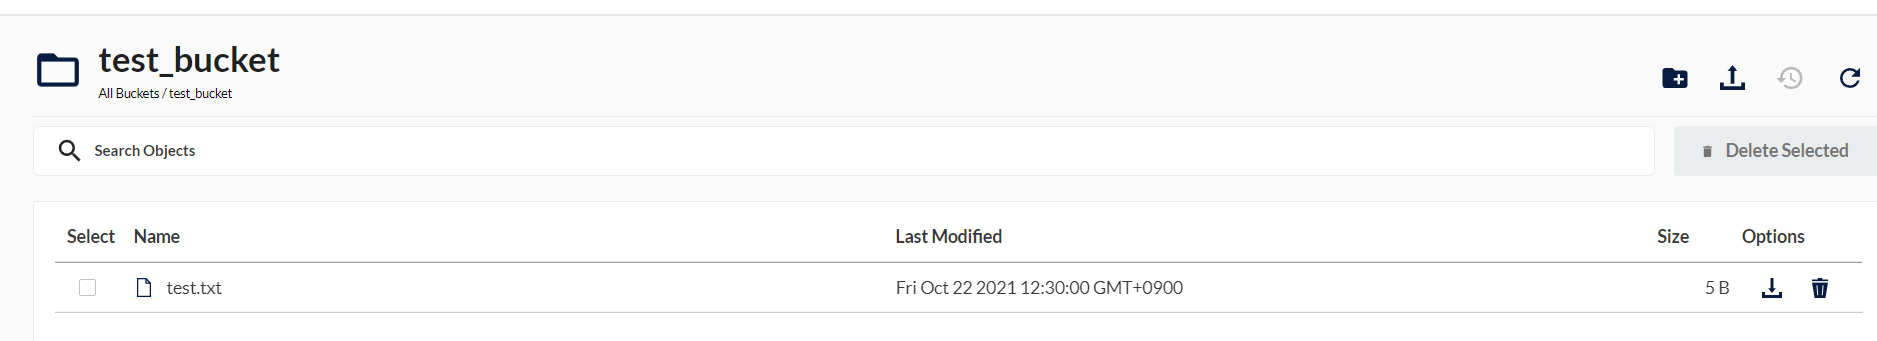 test_bucket
All Buckets / test_bucket
Search Objects
Delete Selected
Select Name Last Modified Size Options
test.txt Fri Oct 22 2021 12:30:00 GMT+0900 5 B